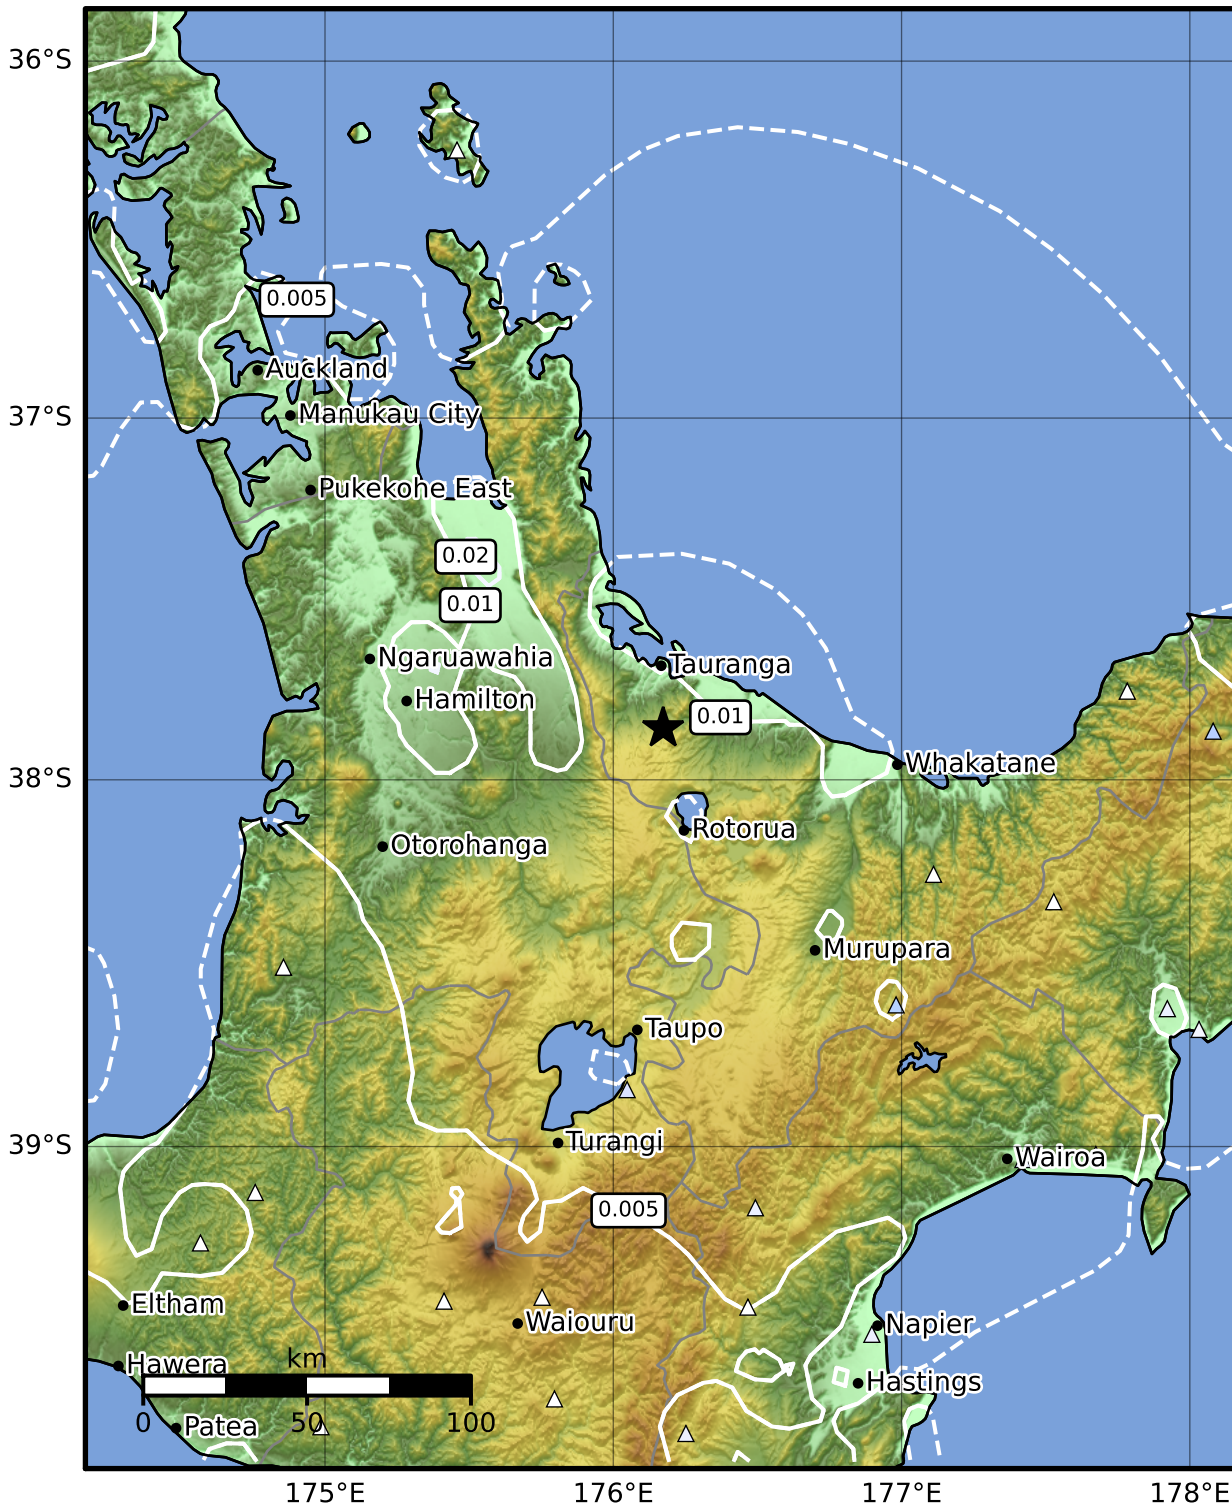 36°S
0.005
Auckland
Manukau City
37°S
Pukekohe East
0.02
0.01
Ngaruawahia
Tauranga
Hamilton
0.01
Whakatane
38°S
Rotorua
Otorohanga
Murupara
Taupo
39°S
Turangi
Wairoa
0.005
Eltham
Waiouru
Napier
Hawera
km
Hastings
0 50 100
Patea
175°E 176°E 177°E 178°E